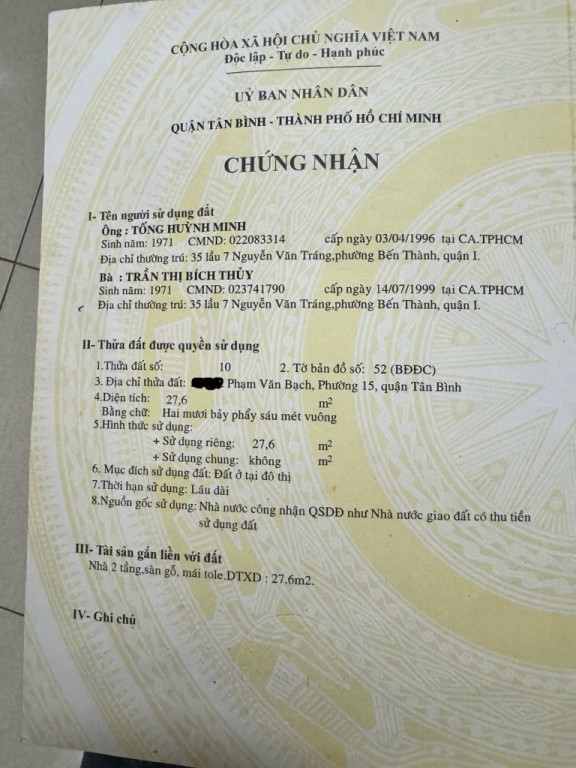 CỘNG HÒA XÃ HỘI CHỦ NGHĨA VIỆT NAM
Độc lập - Tự do - Hạnh phúc
UỶ BAN NHÂN DÂN
QUẬN TÂN BÌNH - THÀNH PHỐ HỒ CHÍ MINH
CHỨNG NHẬN
I- Tên người sử dụng đất
Ông : TỐNG HUỲNH MINH
Sinh năm: 1971 CMND: 022083314 cấp ngày 03/04/1996 tại CA.TPHCM
Địa chỉ thường trú: 35 lầu 7 Nguyễn Văn Tráng,phường Bến Thành, quận I.
Bà : TRẦN THỊ BÍCH THỦY
Sinh năm: 1971 CMND: 023741790 cấp ngày 14/07/1999 tại CA.TPHCM
Địa chỉ thường trú: 35 lầu 7 Nguyễn Văn Tráng,phường Bến Thành, quận I.
II- Thửa đất được quyền sử dụng
1.Thửa đất số: 10 2. Tờ bản đồ số: 52 (BĐĐC)
3. Địa chỉ thửa đất: Phạm Văn Bạch, Phường 15, quận Tân Bình
4.Diện tích: 27,6 m2
Bằng chữ: Hai mươi bảy phẩy sáu mét vuông
5.Hình thức sử dụng:
+ Sử dụng riêng: 27,6 m2
+ Sử dụng chung: không m2
6. Mục đích sử dụng đất: Đất ở tại đô thị
7.Thời hạn sử dụng: Lâu dài
8.Nguồn gốc sử dụng: Nhà nước công nhận QSDĐ như Nhà nước giao đất có thu tiền
sử dụng đất
III- Tài sản gắn liền với đất
Nhà 2 tầng,sàn gỗ, mái tole.DTXD : 27.6m2.
IV- Ghi chú